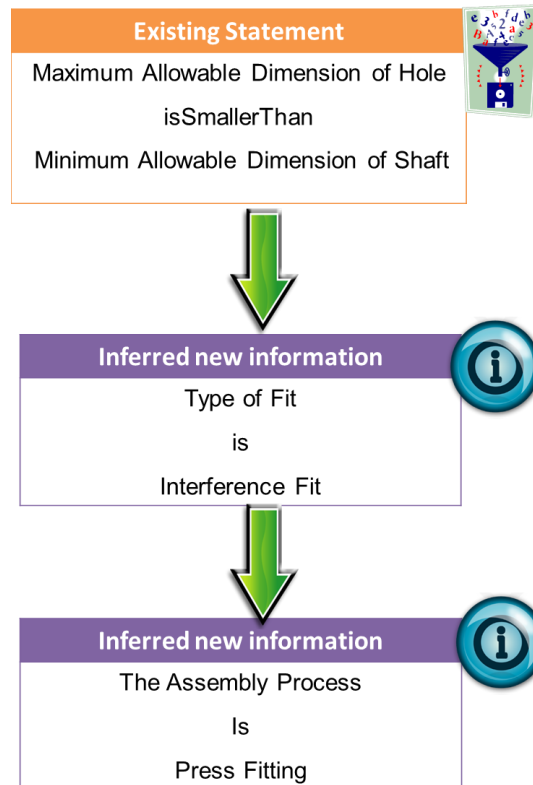 Existing Statement
Maximum Allowable Dimension of Hole
isSmallerThan
Minimum Allowable Dimension of Shaft
Inferred new information
Type of Fit
is
Interference Fit
Inferred new information
The Assembly Process
Is
Press Fitting